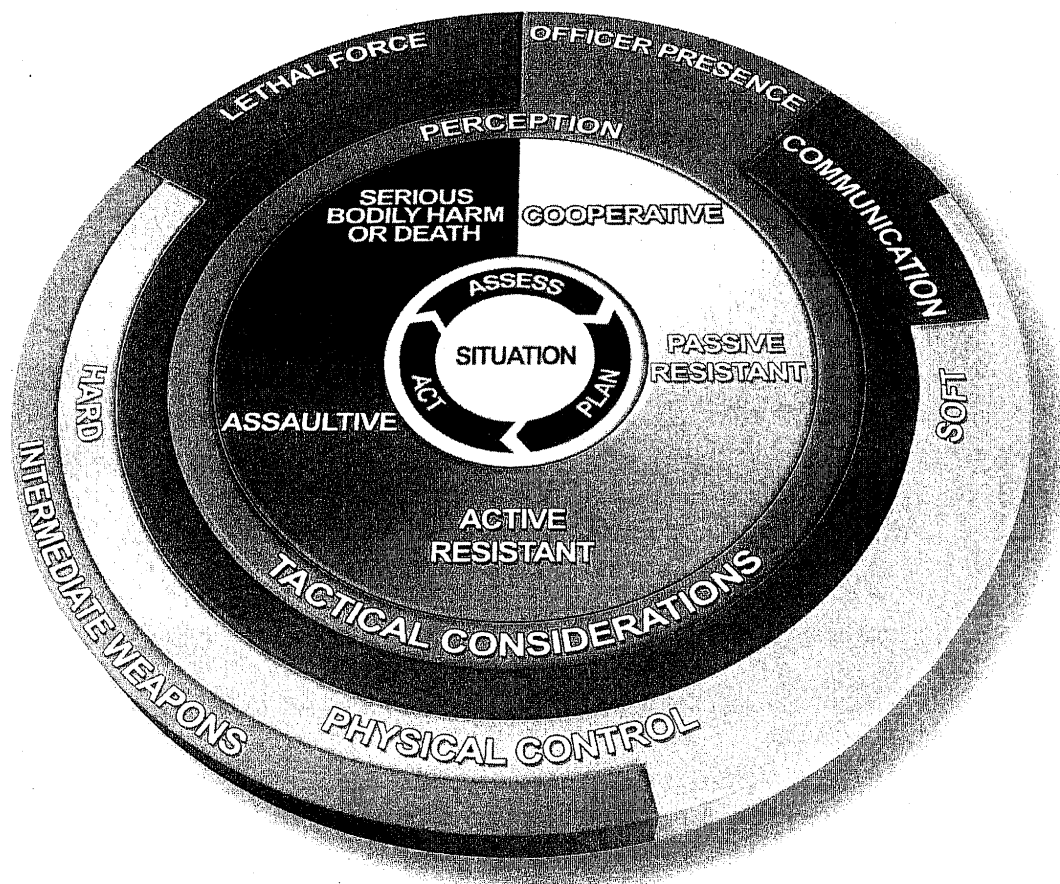 LETHAL FORCE
OFFICER PRESENCE
COMMUNICATION
PERCEPTION
SERIOUS
BODILY HARM
OR DEATH
COOPERATIVE
ASSESS
SITUATION
PLAN
ACT
PASSIVE
RESISTANT
ASSAULTIVE
ACTIVE
RESISTANT
HARD
SOFT
TACTICAL CONSIDERATIONS
INTERMEDIATE WEAPONS
PHYSICAL CONTROL